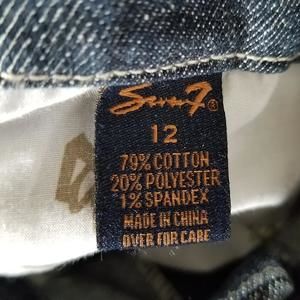 Seven7®
12
79% COTTON
20% POLYESTER
1% SPANDEX
MADE IN CHINA
OVER FOR CARE